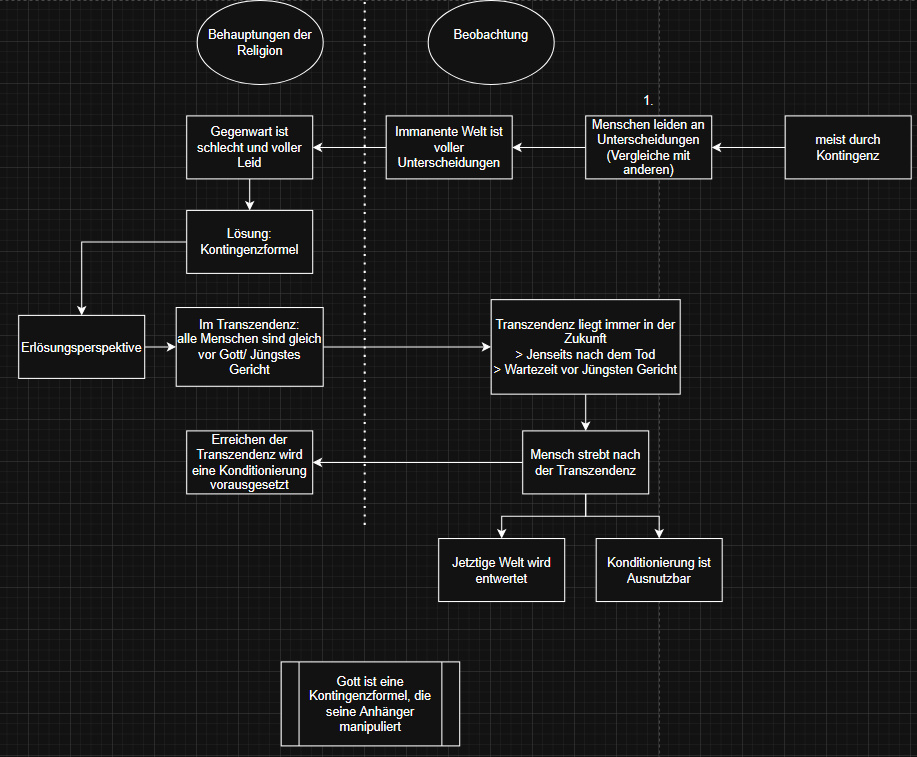 Behauptungen der
Religion
Beobachtung
1.
Gegenwart ist
schlecht und voller
Leid
Immanente Welt ist
voller
Unterscheidungen
Menschen leiden an
Unterscheidungen
(Vergleiche mit
anderen)
meist durch
Kontingenz
Lösung:
Kontingenzformel
Erlösungsperspektive
Im Transzendenz:
alle Menschen sind gleich
vor Gott/ Jüngstes
Gericht
Transzendenz liegt immer in der
Zukunft
> Jenseits nach dem Tod
> Wartezeit vor Jüngsten Gericht
Erreichen der
Transzendenz wird
eine Konditionierung
vorausgesetzt
Mensch strebt nach
der Transzendenz
Jetztige Welt wird
entwertet
Konditionierung ist
Ausnutzbar
Gott ist eine
Kontingenzformel, die
seine Anhänger
manipuliert